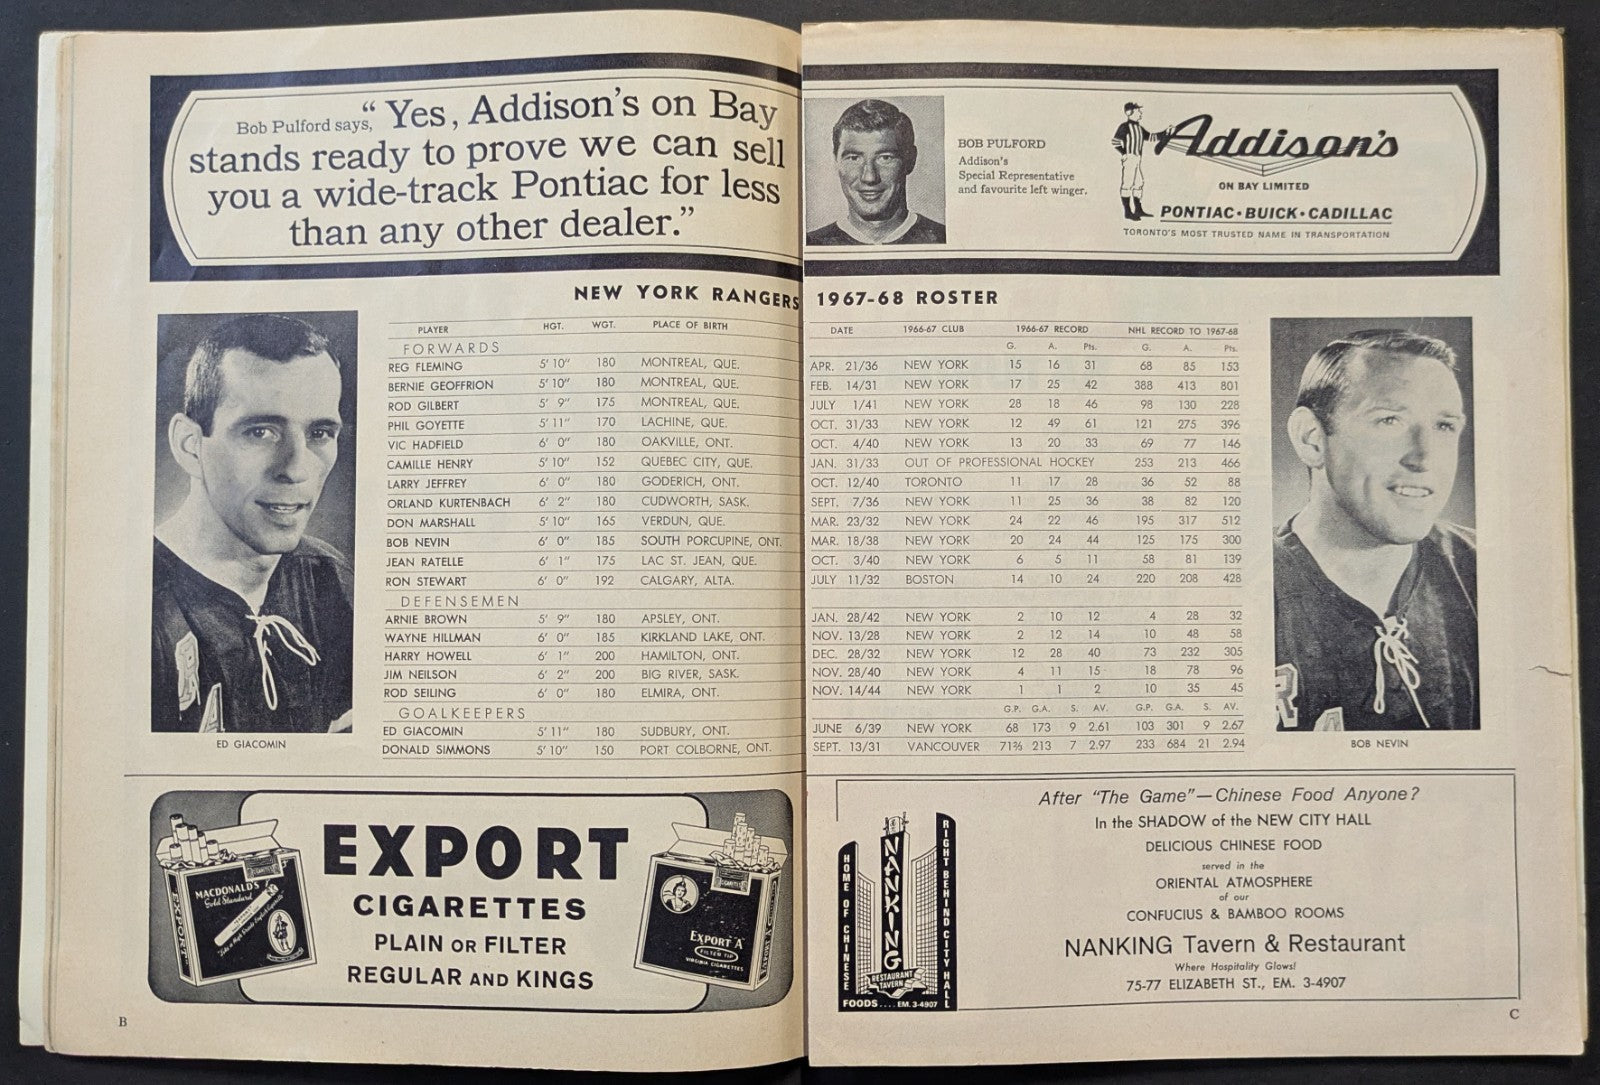 Bob Pulford says, "Yes, Addison's on Bay
stands ready to prove we can sell
you a wide-track Pontiac for less
than any other dealer."
BOB PULFORD
Addison's
Special Representative
and favourite left winger.
Addison's
ON BAY LIMITED
PONTIAC • BUICK • CADILLAC
TORONTO'S MOST TRUSTED NAME IN TRANSPORTATION
NEW YORK RANGERS 1967-68 ROSTER
PLAYER HGT. WGT. PLACE OF BIRTH DATE 1966-67 CLUB 1966-67 RECORD NHL RECORD TO 1967-68
FORWARDS G. A. Pts. G. A. Pts.
REG FLEMING 5' 10" 180 MONTREAL, QUE. APR. 21/36 NEW YORK 15 16 31 68 85 153
BERNIE GEOFFRION 5' 10" 180 MONTREAL, QUE. FEB. 14/31 NEW YORK 17 25 42 388 413 801
ROD GILBERT 5' 9" 175 MONTREAL, QUE. JULY 1/41 NEW YORK 28 18 46 98 130 228
PHIL GOYETTE 5' 11" 170 LACHINE, QUE. OCT. 31/33 NEW YORK 12 49 61 121 275 396
VIC HADFIELD 6' 0" 180 OAKVILLE, ONT. OCT. 4/40 NEW YORK 13 20 33 69 77 146
CAMILLE HENRY 5' 10" 152 QUEBEC CITY, QUE. JAN. 31/33 OUT OF PROFESSIONAL HOCKEY 253 213 466
LARRY JEFFREY 6' 0" 180 GODERICH, ONT. OCT. 12/40 TORONTO 11 17 28 36 52 88
ORLAND KURTENBACH 6' 2" 180 CUDWORTH, SASK. SEPT. 7/36 NEW YORK 11 25 36 38 82 120
DON MARSHALL 5' 10" 165 VERDUN, QUE. MAR. 23/32 NEW YORK 24 22 46 195 317 512
BOB NEVIN 6' 0" 185 SOUTH PORCUPINE, ONT. MAR. 18/38 NEW YORK 20 24 44 125 175 300
JEAN RATELLE 6' 1" 175 LAC ST. JEAN, QUE. OCT. 3/40 NEW YORK 6 5 11 58 81 139
RON STEWART 6' 0" 192 CALGARY, ALTA. JULY 11/32 BOSTON 14 10 24 220 208 428
DEFENSEMEN
ARNIE BROWN 5' 9" 180 APSLEY, ONT. JAN. 28/42 NEW YORK 2 10 12 4 28 32
WAYNE HILLMAN 6' 0" 185 KIRKLAND LAKE, ONT. NOV. 13/28 NEW YORK 2 12 14 10 48 58
HARRY HOWELL 6' 1" 200 HAMILTON, ONT. DEC. 28/32 NEW YORK 12 28 40 73 232 305
JIM NEILSON 6' 2" 200 BIG RIVER, SASK. NOV. 28/40 NEW YORK 4 11 15 18 78 96
ROD SEILING 6' 0" 180 ELMIRA, ONT. NOV. 14/44 NEW YORK 1 1 2 10 35 45
GOALKEEPERS G.P. G.A. S. AV. G.P. G.A. S. AV.
ED GIACOMIN 5' 11" 180 SUDBURY, ONT. JUNE 6/39 NEW YORK 68 173 9 2.61 103 301 9 2.67
DONALD SIMMONS 5' 10" 150 PORT COLBORNE, ONT. SEPT. 13/31 VANCOUVER 71⅔ 213 7 2.97 233 684 21 2.94
ED GIACOMIN
BOB NEVIN
EXPORT
CIGARETTES
PLAIN OR FILTER
REGULAR AND KINGS
MACDONALD'S
Gold Standard
EXPORT
CIGARETTES
EXPORT "A"
FILTER TIP
VIRGINIA CIGARETTES
EXPORT A
HOME OF CHINESE
FOODS.... EM. 3-4907
NANKING
RESTAURANT
TAVERN
RIGHT BEHIND CITY HALL
After "The Game"—Chinese Food Anyone?
In the SHADOW of the NEW CITY HALL
DELICIOUS CHINESE FOOD
served in the
ORIENTAL ATMOSPHERE
of our
CONFUCIUS & BAMBOO ROOMS
NANKING Tavern & Restaurant
Where Hospitality Glows!
75-77 ELIZABETH ST., EM. 3-4907
B
C